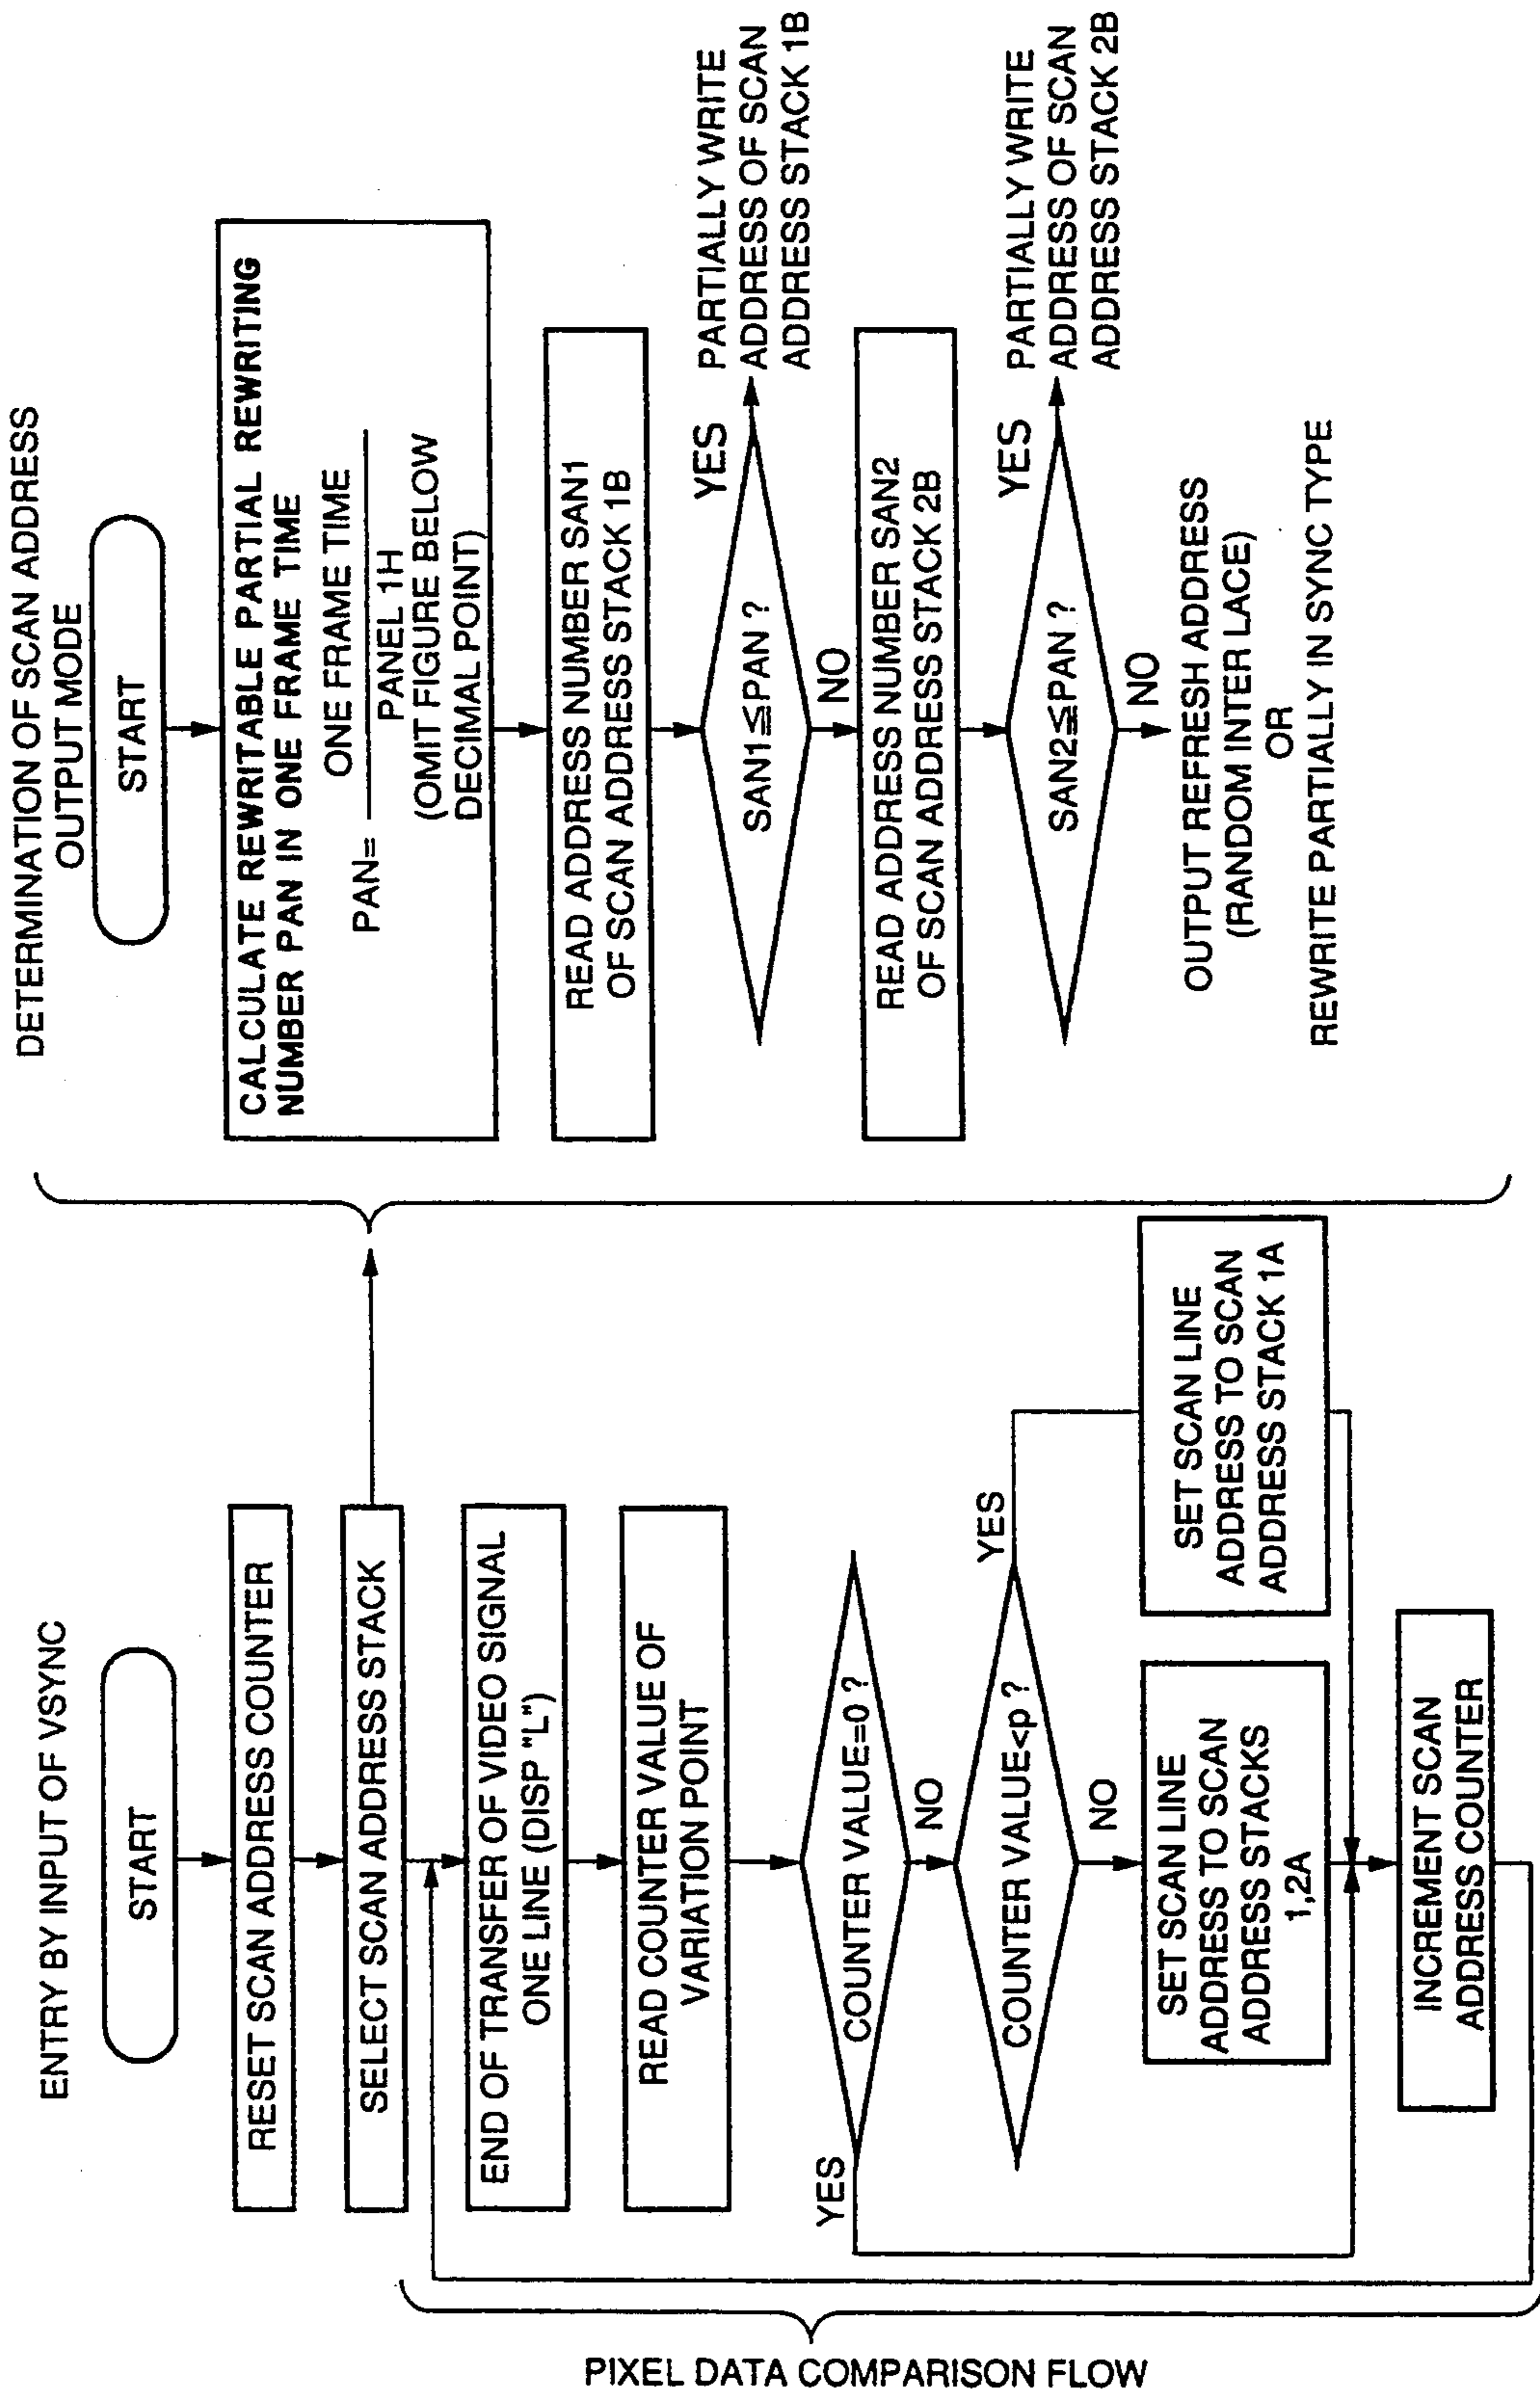 ENTRY BY INPUT OF VSYNC
START
RESET SCAN ADDRESS COUNTER
SELECT SCAN ADDRESS STACK
END OF TRANSFER OF VIDEO SIGNAL
ONE LINE (DISP "L")
READ COUNTER VALUE OF
VARIATION POINT
COUNTER VALUE=0 ?
YES
NO
COUNTER VALUE<p ?
YES
NO
SET SCAN LINE
ADDRESS TO SCAN
ADDRESS STACKS
1,2A
SET SCAN LINE
ADDRESS TO SCAN
ADDRESS STACK 1A
INCREMENT SCAN
ADDRESS COUNTER
PIXEL DATA COMPARISON FLOW
DETERMINATION OF SCAN ADDRESS
OUTPUT MODE
START
CALCULATE REWRITABLE PARTIAL REWRITING
NUMBER PAN IN ONE FRAME TIME
ONE FRAME TIME
PAN=
PANEL 1H
(OMIT FIGURE BELOW
DECIMAL POINT)
READ ADDRESS NUMBER SAN1
OF SCAN ADDRESS STACK 1B
SAN1≦PAN ?
YES
PARTIALLY WRITE
ADDRESS OF SCAN
ADDRESS STACK 1B
NO
READ ADDRESS NUMBER SAN2
OF SCAN ADDRESS STACK 2B
SAN2≦PAN ?
YES
PARTIALLY WRITE
ADDRESS OF SCAN
ADDRESS STACK 2B
NO
OUTPUT REFRESH ADDRESS
(RANDOM INTER LACE)
OR
REWRITE PARTIALLY IN SYNC TYPE